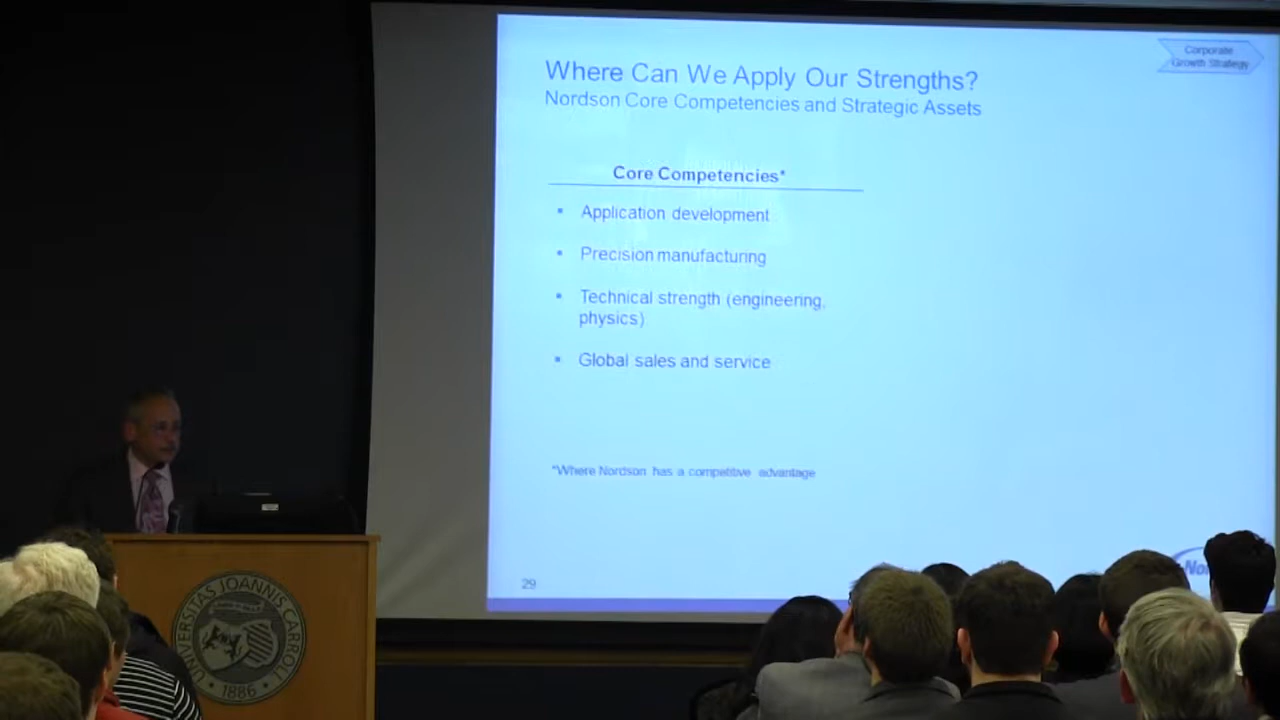 Corporate
Growth Strategy
Where Can We Apply Our Strengths?
Nordson Core Competencies and Strategic Assets
Core Competencies*
▪ Application development
▪ Precision manufacturing
▪ Technical strength (engineering,
physics)
▪ Global sales and service
*Where Nordson has a competitive advantage
29
UNIVERSITAS JOANNIS CARROLL
· 1886 ·